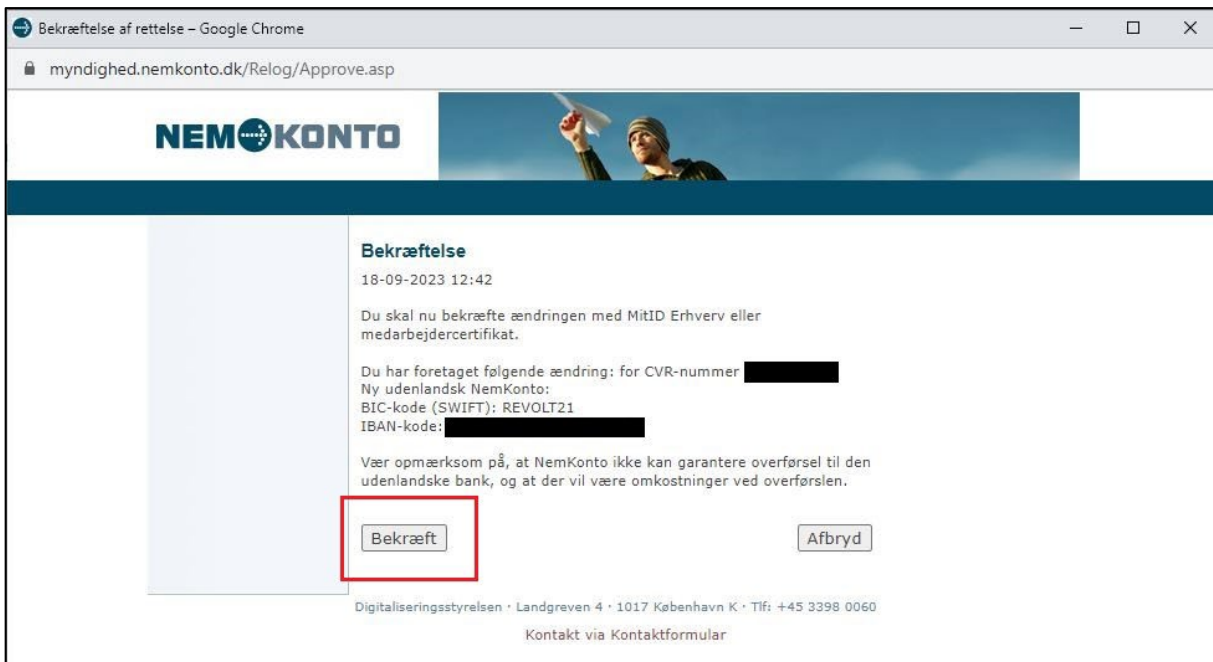 Bekræftelse af rettelse – Google Chrome
myndighed.nemkonto.dk/Relog/Approve.asp
NEMKONTO
Bekræftelse
18-09-2023 12:42
Du skal nu bekræfte ændringen med MitID Erhverv eller
medarbejdercertifikat.
Du har foretaget følgende ændring: for CVR-nummer
Ny udenlandsk NemKonto:
BIC-kode (SWIFT): REVOLT21
IBAN-kode:
Vær opmærksom på, at NemKonto ikke kan garantere overførsel til den
udenlandske bank, og at der vil være omkostninger ved overførslen.
Bekræft Afbryd
Digitaliseringsstyrelsen · Landgreven 4 · 1017 København K · Tlf: +45 3398 0060
Kontakt via Kontaktformular